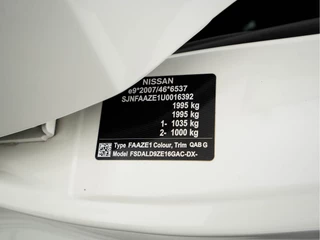 NISSAN
e9*2007/46*6537
SJNFAAZE1U0016392
1995 kg
1995 kg
1- 1035 kg
2- 1000 kg
Type FAAZE1 Colour, Trim QAB G
Model FSDALD9ZE16GAC-DX-